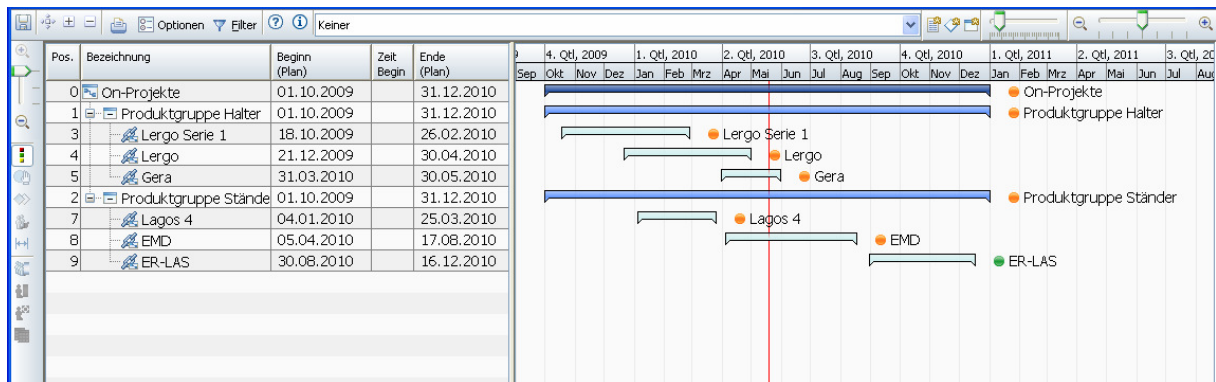 Optionen Filter Keiner
Pos. Bezeichnung Beginn (Plan) Zeit Begin Ende (Plan)
4. Qtl, 2009 1. Qtl, 2010 2. Qtl, 2010 3. Qtl, 2010 4. Qtl, 2010 1. Qtl, 2011 2. Qtl, 2011 3. Qtl, 20
Sep Okt Nov Dez Jan Feb Mrz Apr Mai Jun Jul Aug Sep Okt Nov Dez Jan Feb Mrz Apr Mai Jun Jul Aug
0 On-Projekte 01.10.2009 31.12.2010 On-Projekte
1 Produktgruppe Halter 01.10.2009 31.12.2010 Produktgruppe Halter
3 Lergo Serie 1 18.10.2009 26.02.2010 Lergo Serie 1
4 Lergo 21.12.2009 30.04.2010 Lergo
5 Gera 31.03.2010 30.05.2010 Gera
2 Produktgruppe Stände 01.10.2009 31.12.2010 Produktgruppe Ständer
7 Lagos 4 04.01.2010 25.03.2010 Lagos 4
8 EMD 05.04.2010 17.08.2010 EMD
9 ER-LAS 30.08.2010 16.12.2010 ER-LAS